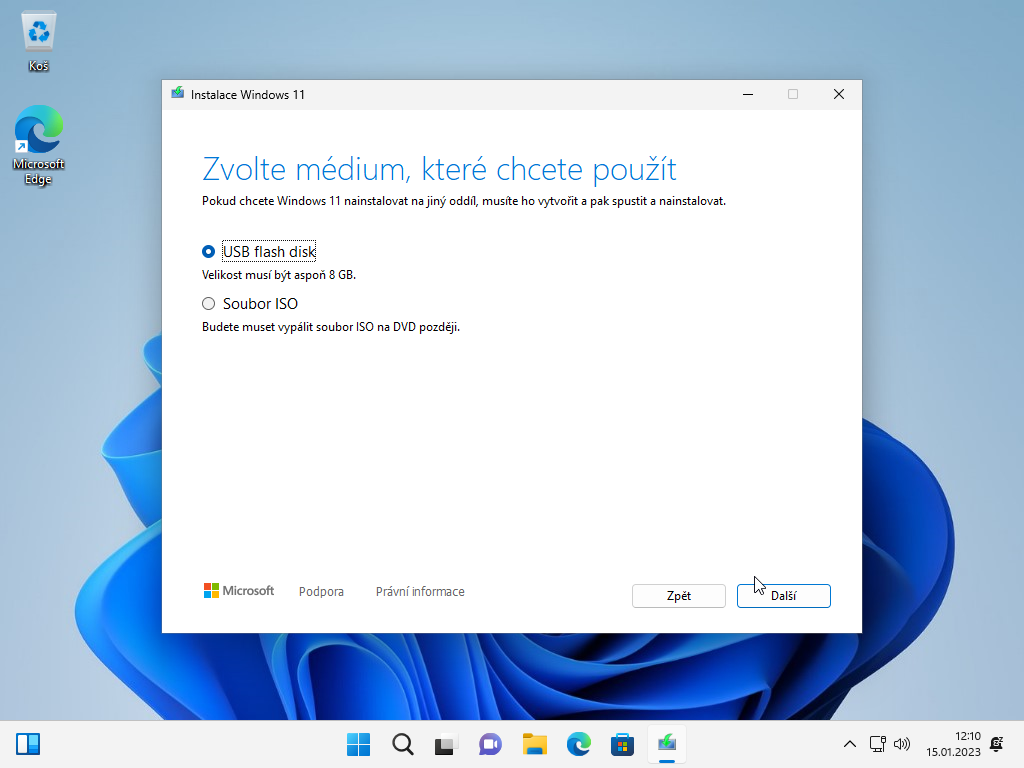 Koš
Microsoft
Edge
Instalace Windows 11
Zvolte médium, které chcete použít
Pokud chcete Windows 11 nainstalovat na jiný oddíl, musíte ho vytvořit a pak spustit a nainstalovat.
USB flash disk
Velikost musí být aspoň 8 GB.
Soubor ISO
Budete muset vypálit soubor ISO na DVD později.
Microsoft
Podpora
Právní informace
Zpět
Další
12:10
15.01.2023